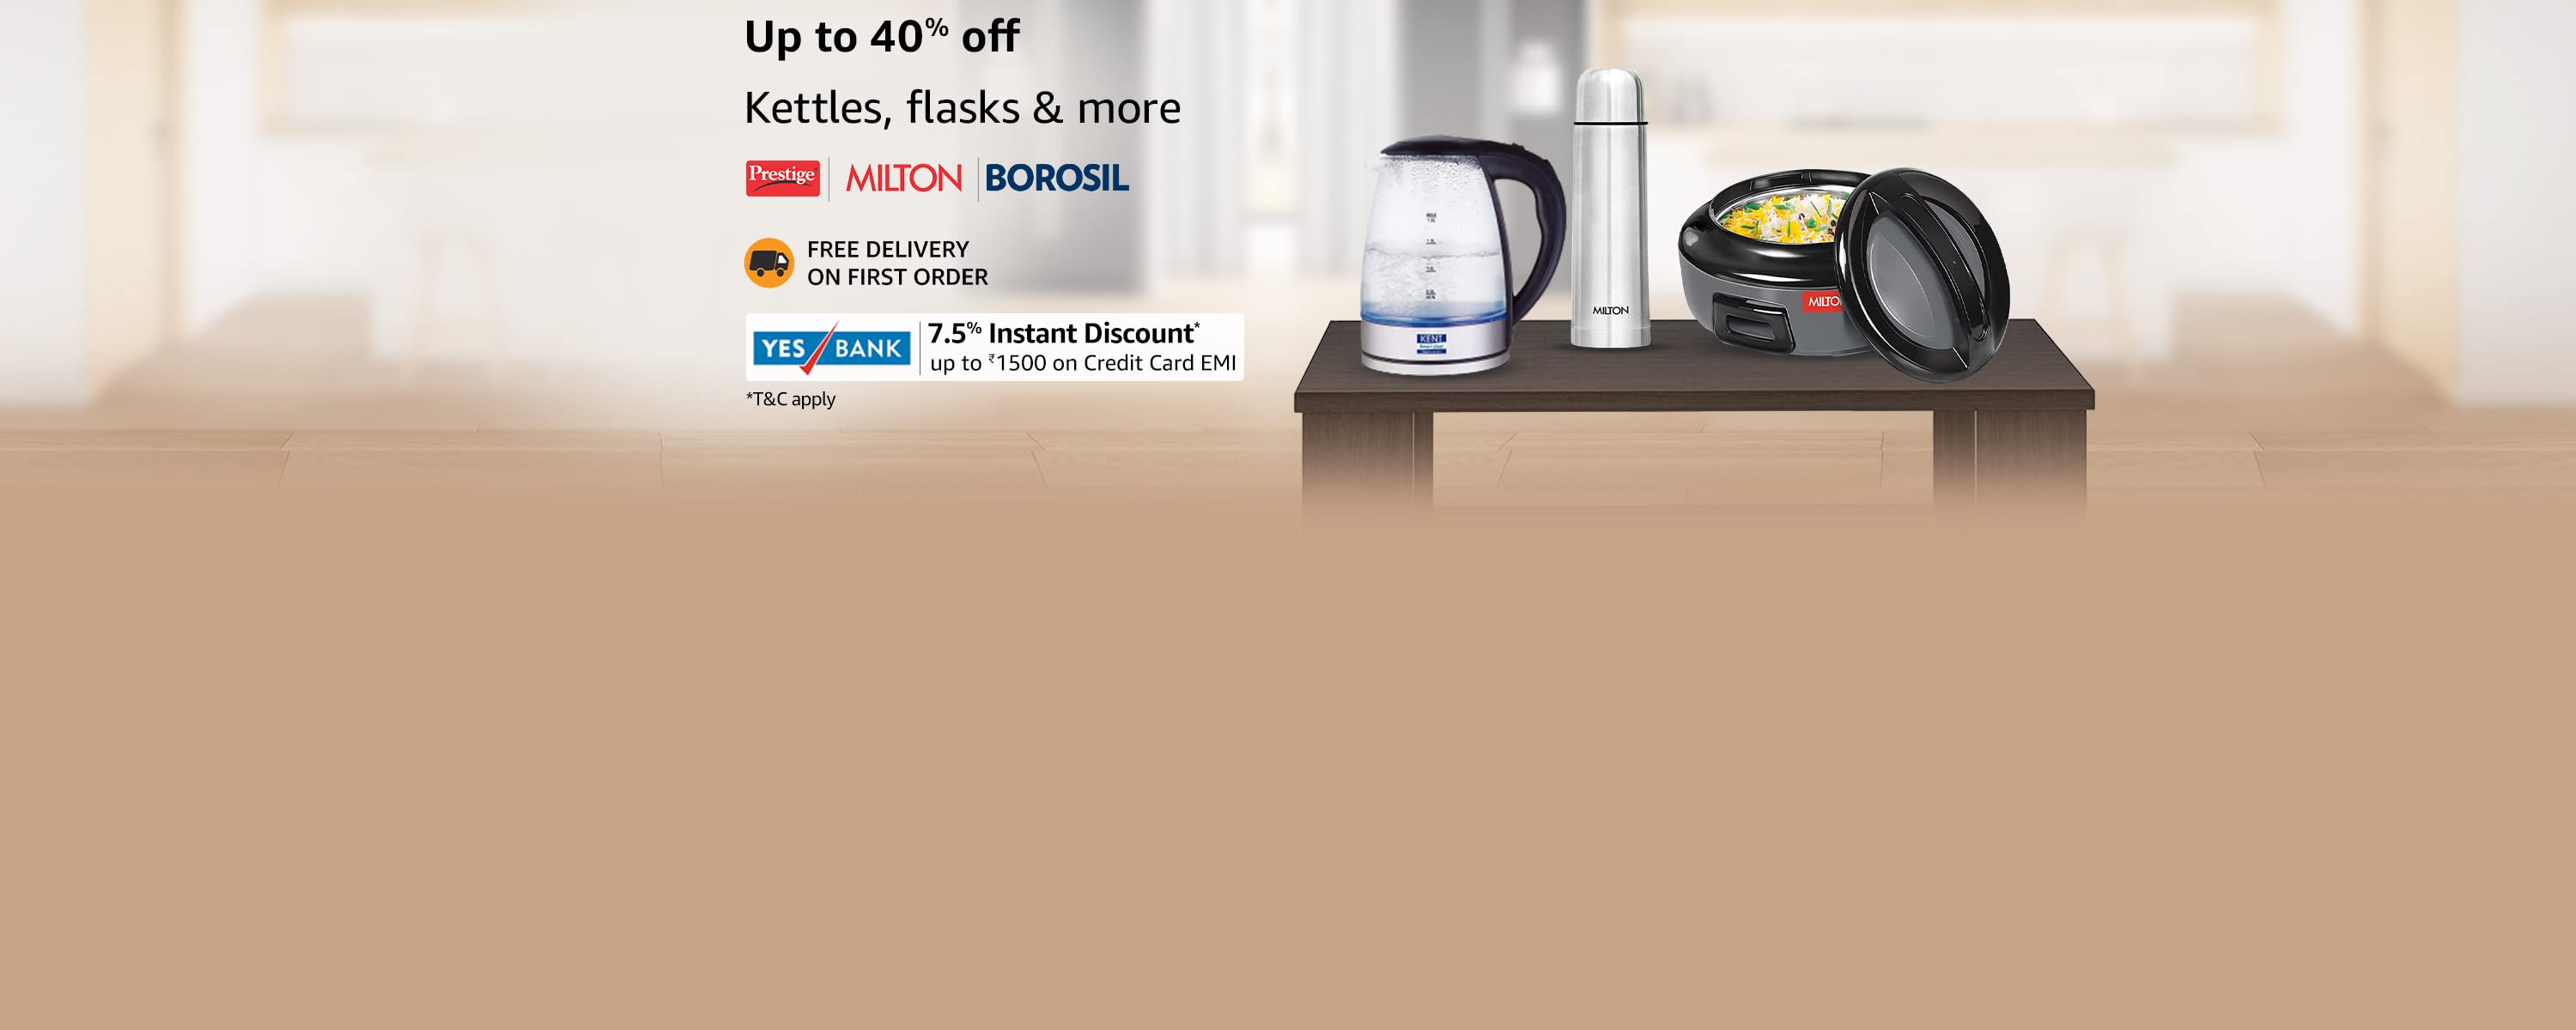 Up to 40% off
Kettles, flasks & more
Prestige MILTON BOROSIL
FREE DELIVERY
ON FIRST ORDER
YES BANK 7.5% Instant Discount*
up to ₹1500 on Credit Card EMI
*T&C apply
MILTON
MILTO
KENT